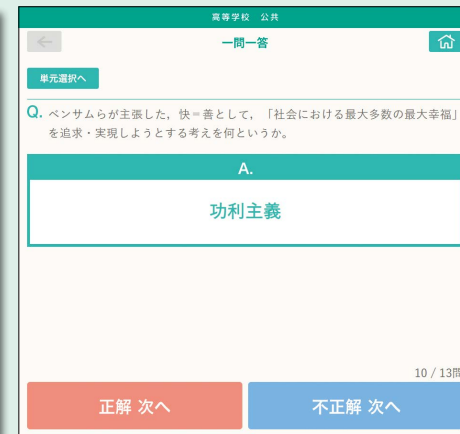 高等学校 公共
一問一答
単元選択へ
Q. ベンサムらが主張した，快＝善として，「社会における最大多数の最大幸福」
を追求・実現しようとする考えを何というか。
A.
功利主義
10 / 13問
正解 次へ
不正解 次へ